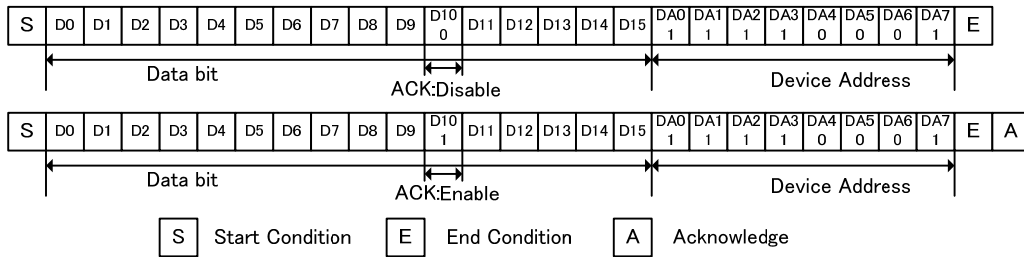 S D0 D1 D2 D3 D4 D5 D6 D7 D8 D9 D10 0 D11 D12 D13 D14 D15 DA0 1 DA1 1 DA2 1 DA3 1 DA4 0 DA5 0 DA6 0 DA7 1 E
Data bit ACK:Disable Device Address
S D0 D1 D2 D3 D4 D5 D6 D7 D8 D9 D10 1 D11 D12 D13 D14 D15 DA0 1 DA1 1 DA2 1 DA3 1 DA4 0 DA5 0 DA6 0 DA7 1 E A
Data bit ACK:Enable Device Address
S Start Condition E End Condition A Acknowledge